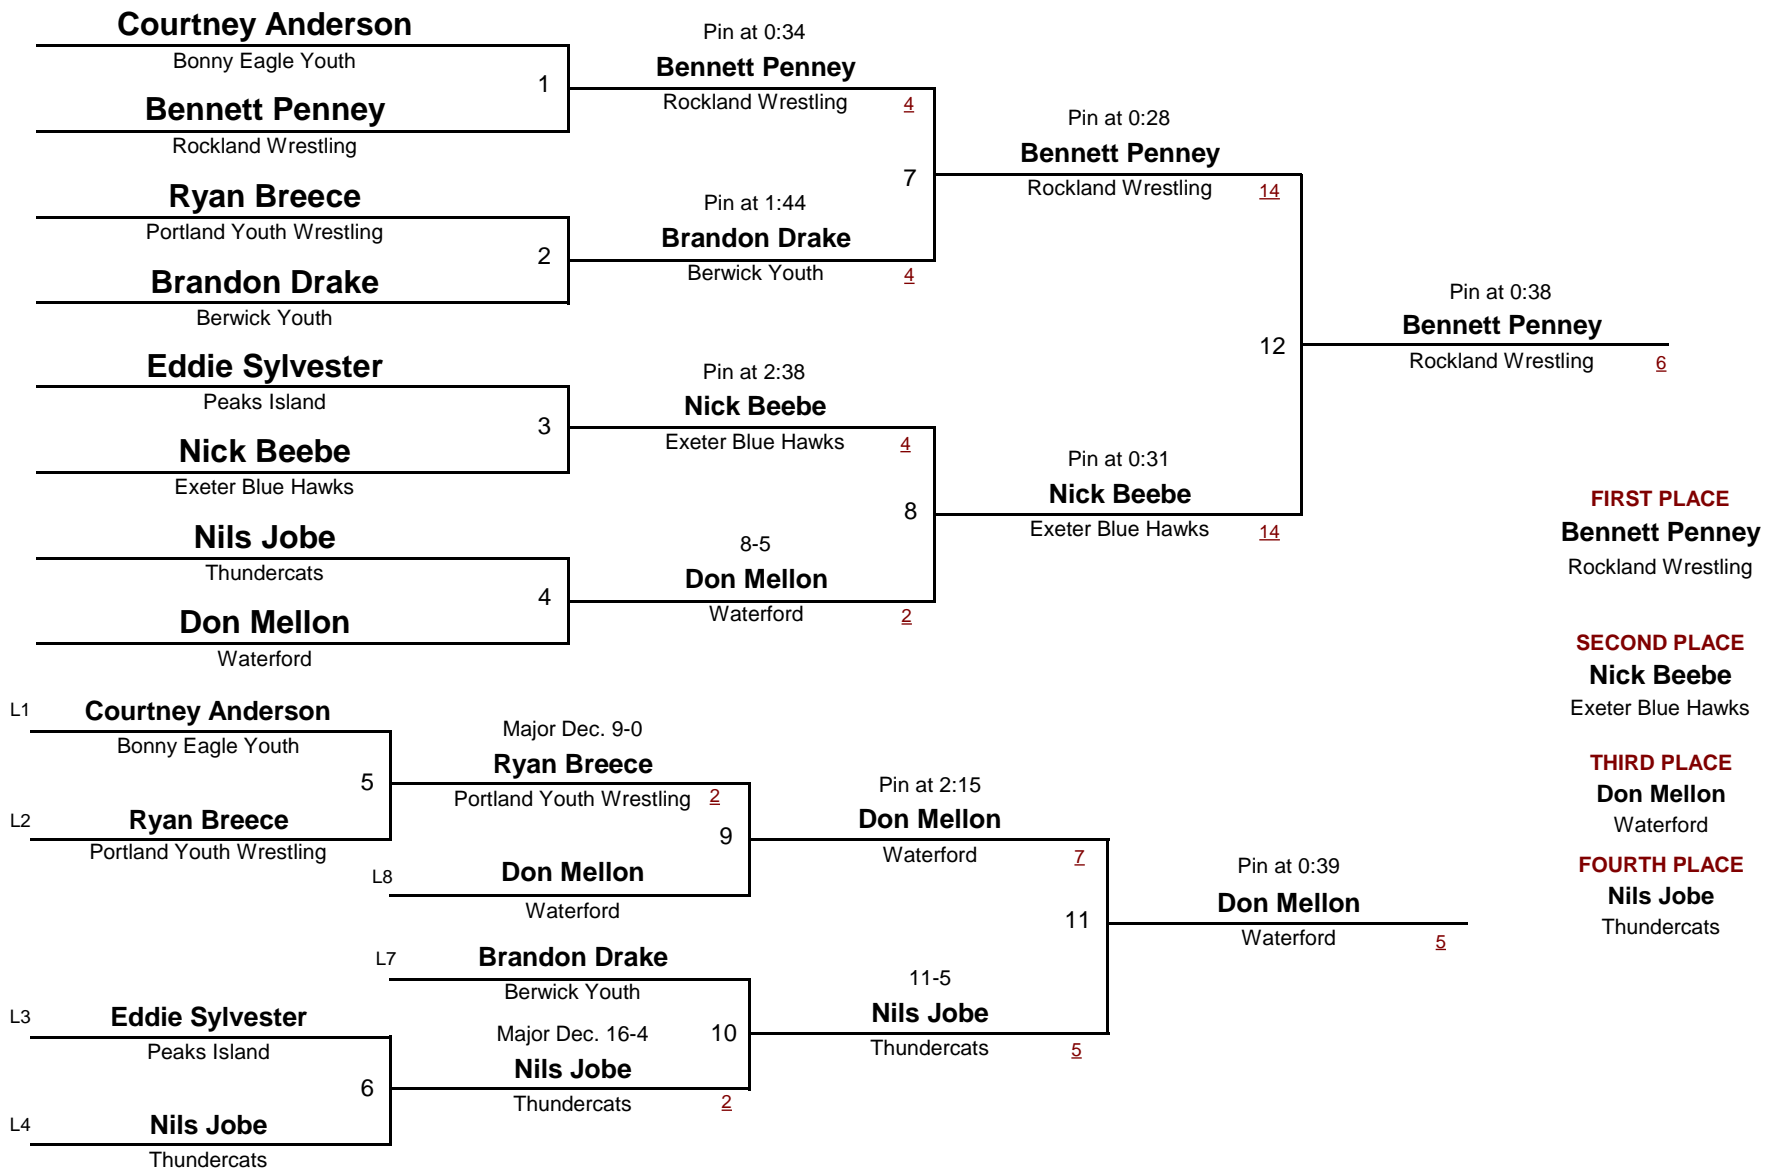 Courtney Anderson
Bonny Eagle Youth
1
Bennett Penney
Rockland Wrestling
Ryan Breece
Portland Youth Wrestling
2
Brandon Drake
Berwick Youth
Eddie Sylvester
Peaks Island
3
Nick Beebe
Exeter Blue Hawks
Nils Jobe
Thundercats
4
Don Mellon
Waterford
Pin at 0:34
Bennett Penney
Rockland Wrestling 4
7
Pin at 1:44
Brandon Drake
Berwick Youth 4
Pin at 2:38
Nick Beebe
Exeter Blue Hawks 4
8
8-5
Don Mellon
Waterford 2
Pin at 0:28
Bennett Penney
Rockland Wrestling 14
12
Pin at 0:31
Nick Beebe
Exeter Blue Hawks 14
Pin at 0:38
Bennett Penney
Rockland Wrestling 6
FIRST PLACE
Bennett Penney
Rockland Wrestling
SECOND PLACE
Nick Beebe
Exeter Blue Hawks
THIRD PLACE
Don Mellon
Waterford
FOURTH PLACE
Nils Jobe
Thundercats
L1 Courtney Anderson
Bonny Eagle Youth
5
L2 Ryan Breece
Portland Youth Wrestling
L3 Eddie Sylvester
Peaks Island
6
L4 Nils Jobe
Thundercats
Major Dec. 9-0
Ryan Breece
Portland Youth Wrestling 2
9
L8 Don Mellon
Waterford
L7 Brandon Drake
Berwick Youth
10
Major Dec. 16-4
Nils Jobe
Thundercats 2
Pin at 2:15
Don Mellon
Waterford 7
11
11-5
Nils Jobe
Thundercats 5
Pin at 0:39
Don Mellon
Waterford 5